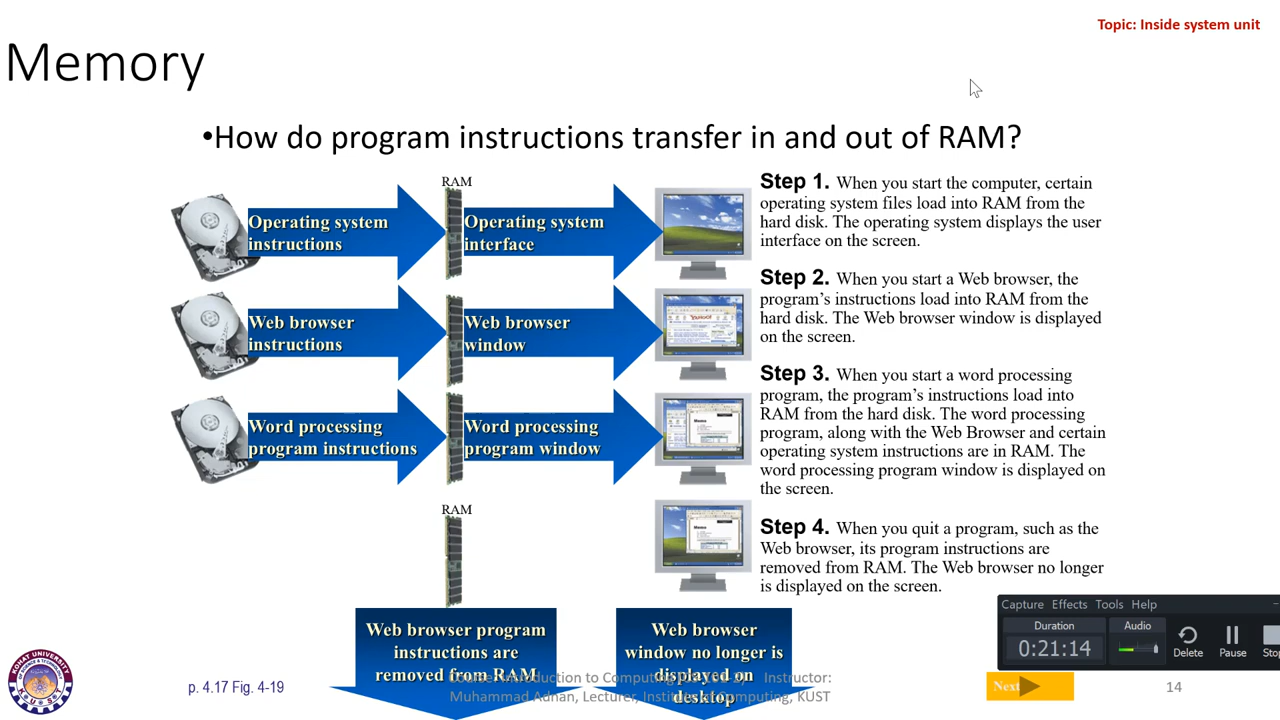 Topic: Inside system unit
Memory
•How do program instructions transfer in and out of RAM?
RAM
Operating system
instructions
Operating system
interface
Step 1. When you start the computer, certain
operating system files load into RAM from the
hard disk. The operating system displays the user
interface on the screen.
Web browser
instructions
Web browser
window
Step 2. When you start a Web browser, the
program's instructions load into RAM from the
hard disk. The Web browser window is displayed
on the screen.
Word processing
program instructions
Word processing
program window
Step 3. When you start a word processing
program, the program's instructions load into
RAM from the hard disk. The word processing
program, along with the Web Browser and certain
operating system instructions are in RAM. The
word processing program window is displayed on
the screen.
RAM
Step 4. When you quit a program, such as the
Web browser, its program instructions are
removed from RAM. The Web browser no longer
is displayed on the screen.
Web browser program
instructions are
removed from RAM
Web browser
window no longer is
displayed on
desktop
Capture Effects Tools Help
Duration
0:21:14
Audio
Delete
Pause
Stop
p. 4.17 Fig. 4-19
Introduction to Computing Instructor:
Muhammad Adnan, Lecturer, Institute of Computing, KUST
Next
14